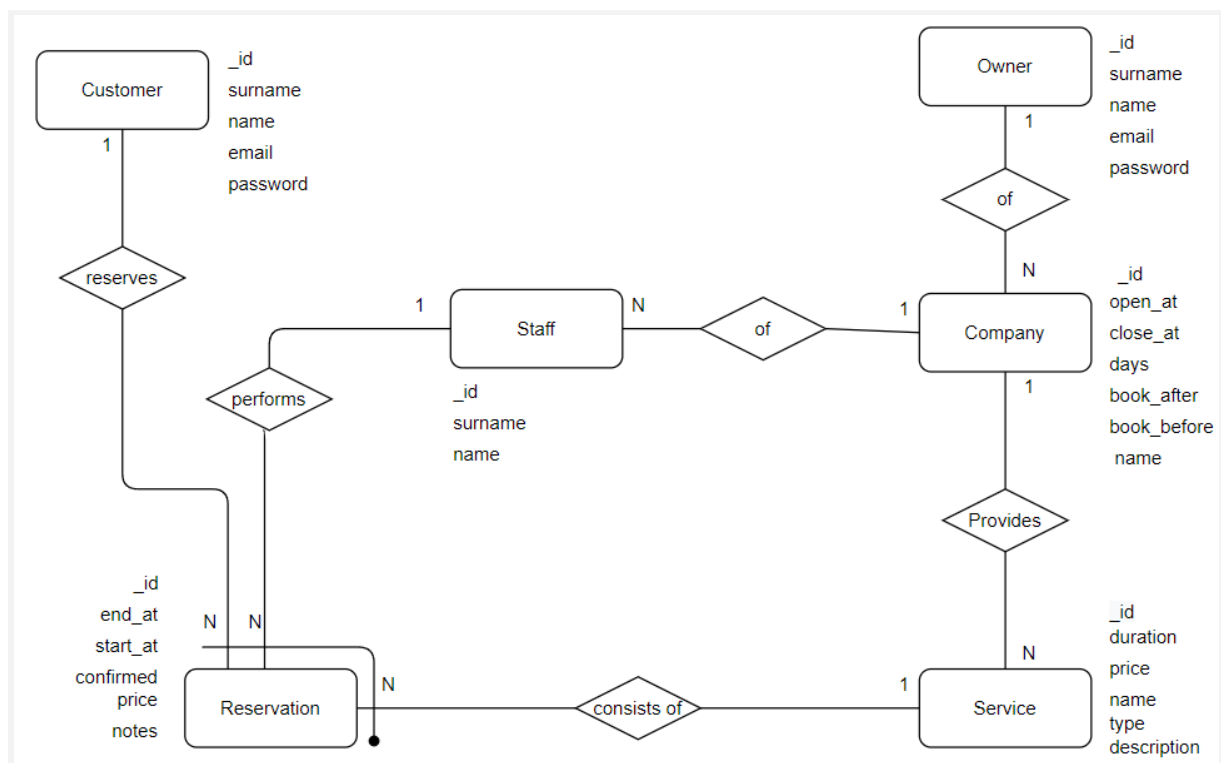 Customer
_id
surname
name
email
password
1
reserves
Owner
_id
surname
name
email
password
1
of
N
1
Staff
N
of
1
Company
_id
open_at
close_at
days
book_after
book_before
name
_id
surname
name
performs
1
Provides
_id
end_at
start_at
confirmed
price
notes
N
N
Reservation
N
consists of
1
N
Service
_id
duration
price
name
type
description